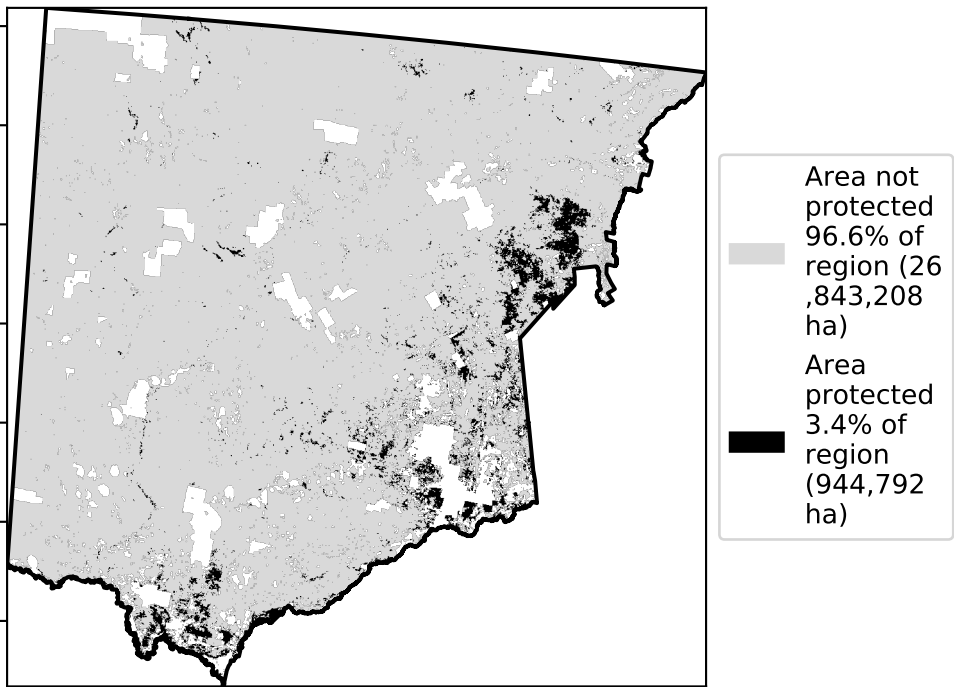 Area not
protected
96.6% of
region (26
,843,208
ha)
Area
protected
3.4% of
region
(944,792
ha)